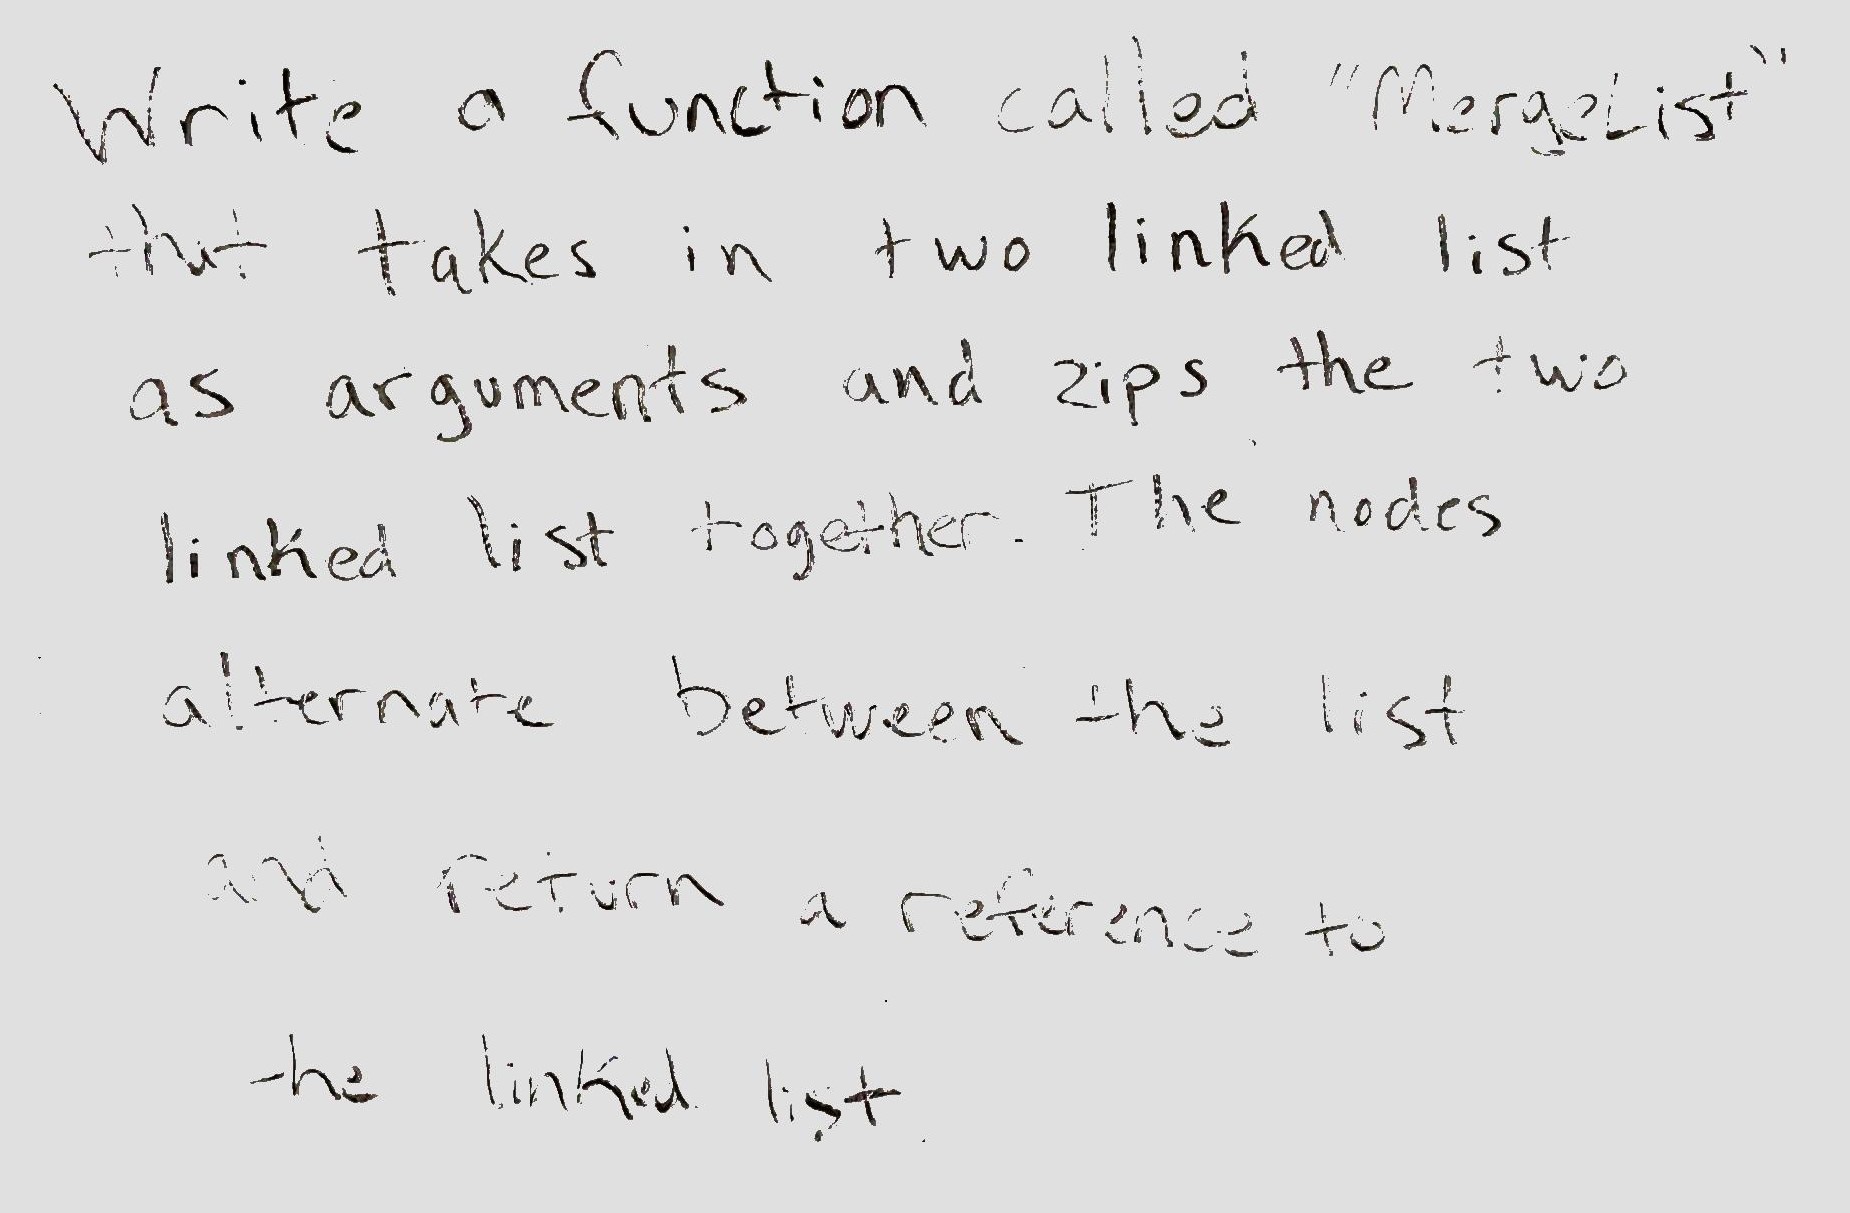 Write a function called "MergeList"
that takes in two linked list
as arguments and zips the two
linked list together. The nodes
alternate between the list
and return a reference to
the linked list